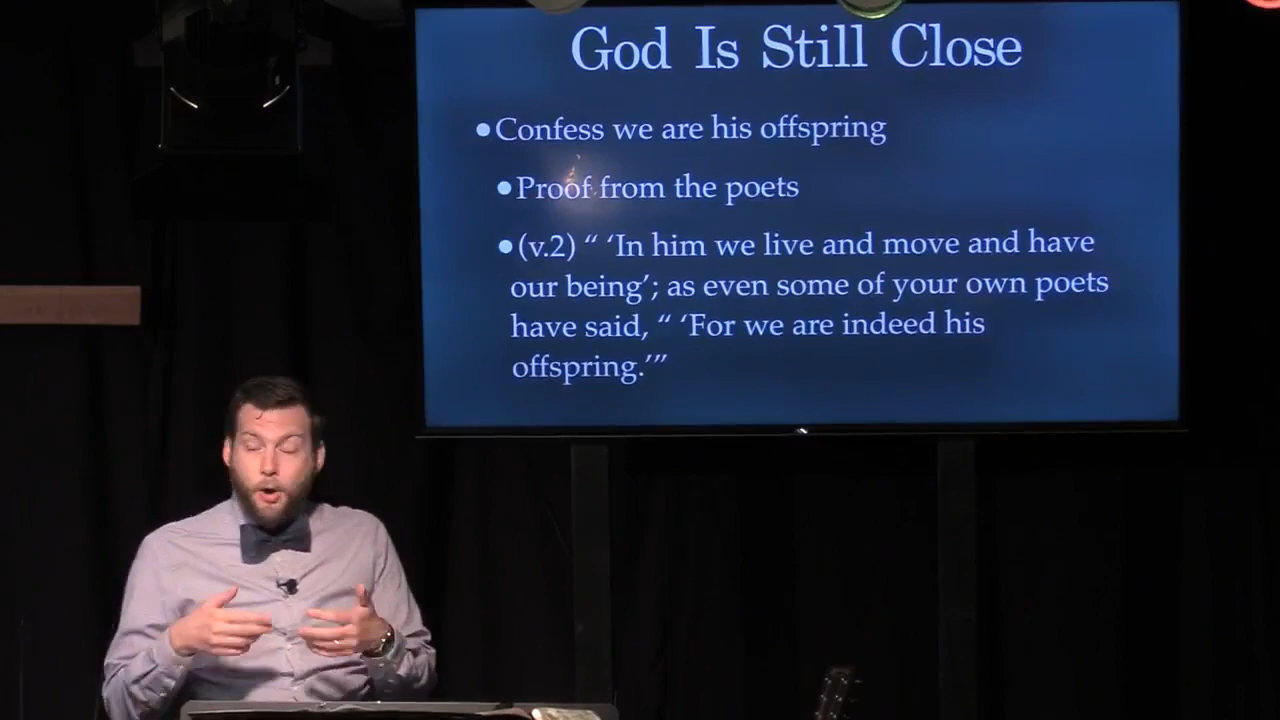 God Is Still Close
•Confess we are his offspring
•Proof from the poets
•(v.2) “ ‘In him we live and move and have
our being’; as even some of your own poets
have said, “ ‘For we are indeed his
offspring.’”